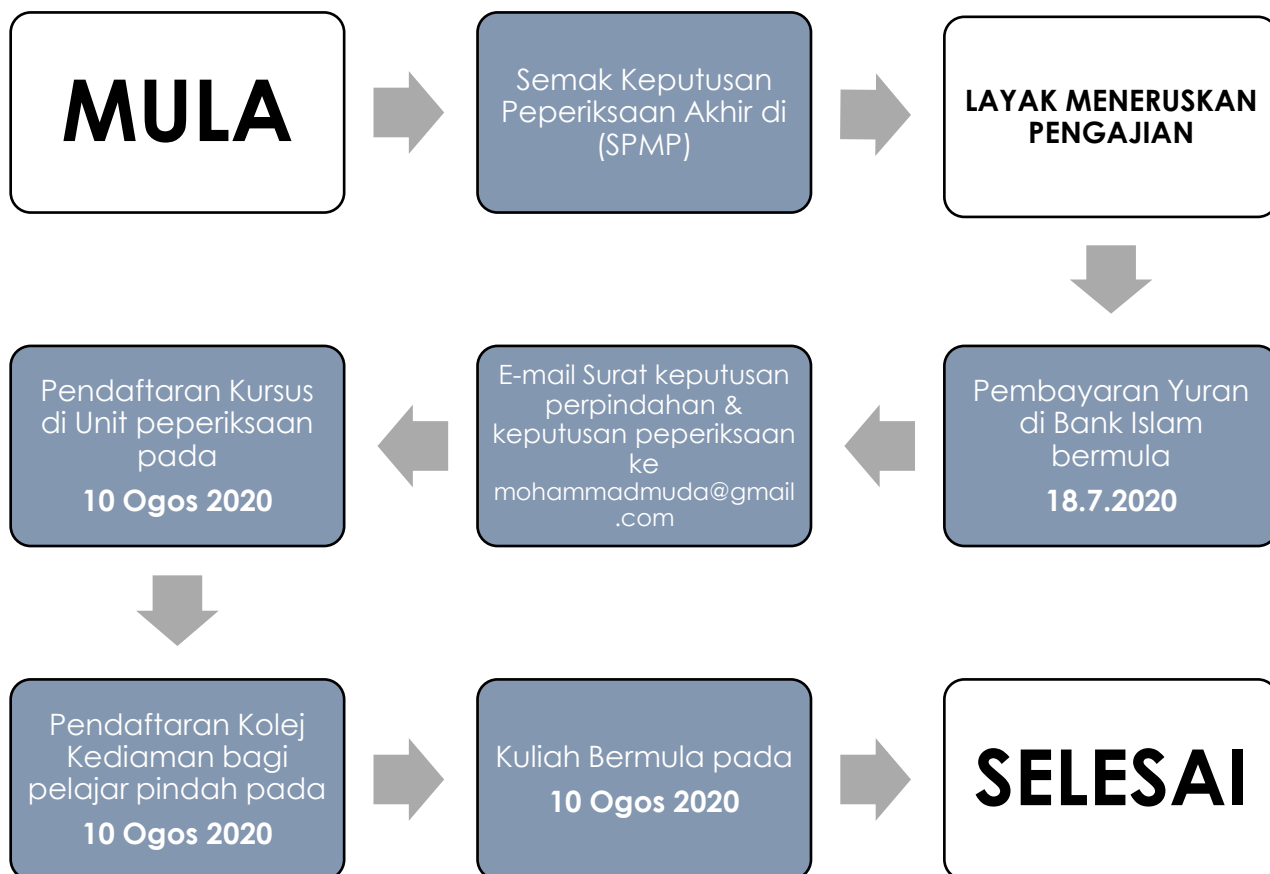 MULA
Semak Keputusan
Peperiksaan Akhir di
(SPMP)
LAYAK MENERUSKAN
PENGAJIAN
Pembayaran Yuran
di Bank Islam
bermula
18.7.2020
E-mail Surat keputusan
perpindahan &
keputusan peperiksaan
ke
mohammadmuda@gmail
.com
Pendaftaran Kursus
di Unit peperiksaan
pada
10 Ogos 2020
Pendaftaran Kolej
Kediaman bagi
pelajar pindah pada
10 Ogos 2020
Kuliah Bermula pada
10 Ogos 2020
SELESAI